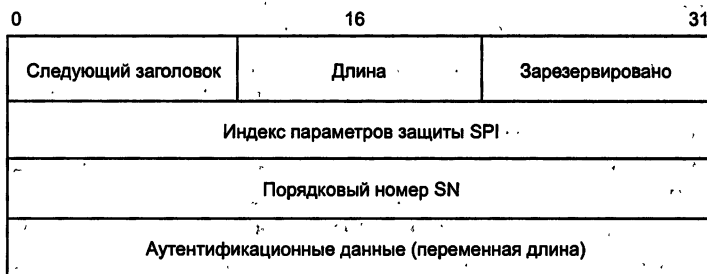 0 16 31
Следующий заголовок Длина Зарезервировано
Индекс параметров защиты SPI
Порядковый номер SN
Аутентификационные данные (переменная длина)